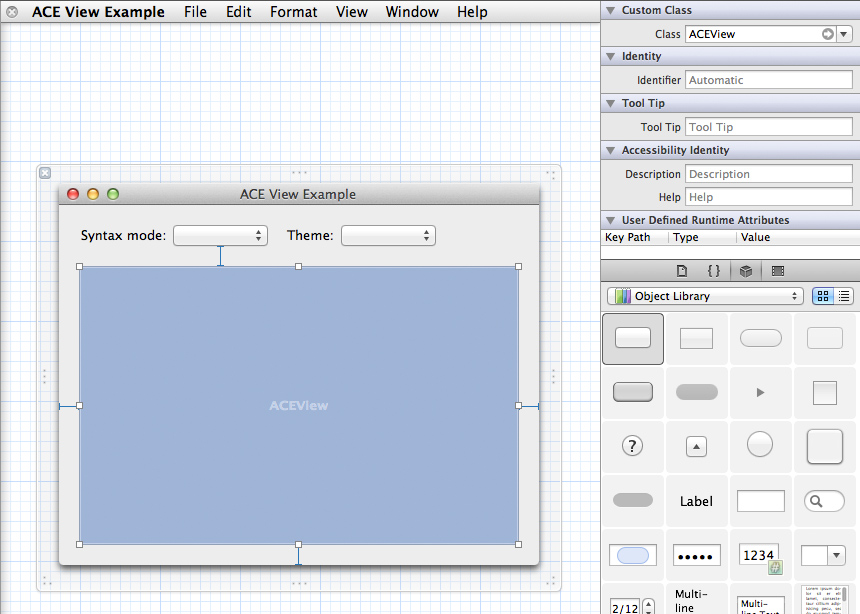 ACE View Example File Edit Format View Window Help
ACE View Example
Syntax mode: Theme:
ACEView
Custom Class
Class ACEView
Identity
Identifier Automatic
Tool Tip
Tool Tip Tool Tip
Accessibility Identity
Description Description
Help Help
User Defined Runtime Attributes
Key Path Type Value
{ }
Object Library
?
Label
1234
#
2/12
Multi-
line
Multi-
line Text